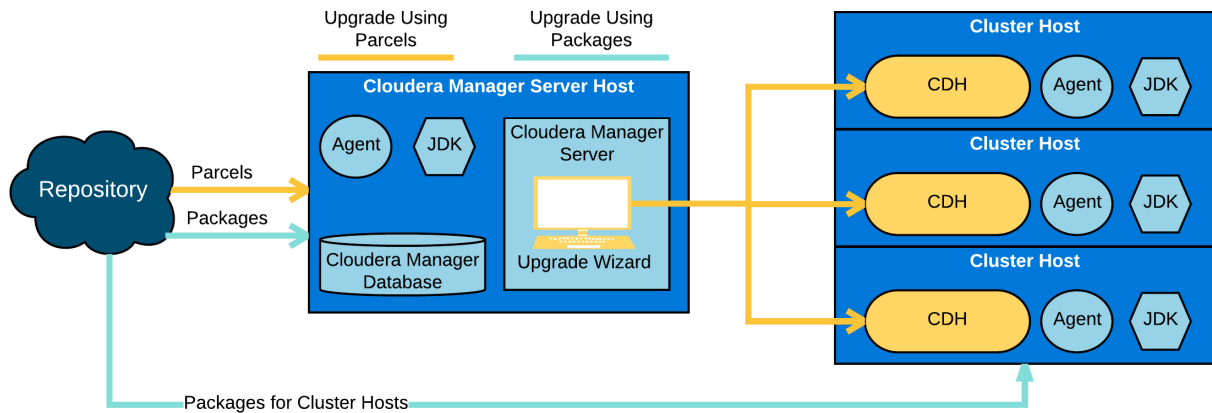 Upgrade Using
Parcels
Upgrade Using
Packages
Cloudera Manager Server Host
Agent
JDK
Cloudera Manager
Server
Upgrade Wizard
Cloudera Manager
Database
Repository
Parcels
Packages
Packages for Cluster Hosts
Cluster Host
CDH
Agent
JDK
Cluster Host
CDH
Agent
JDK
Cluster Host
CDH
Agent
JDK